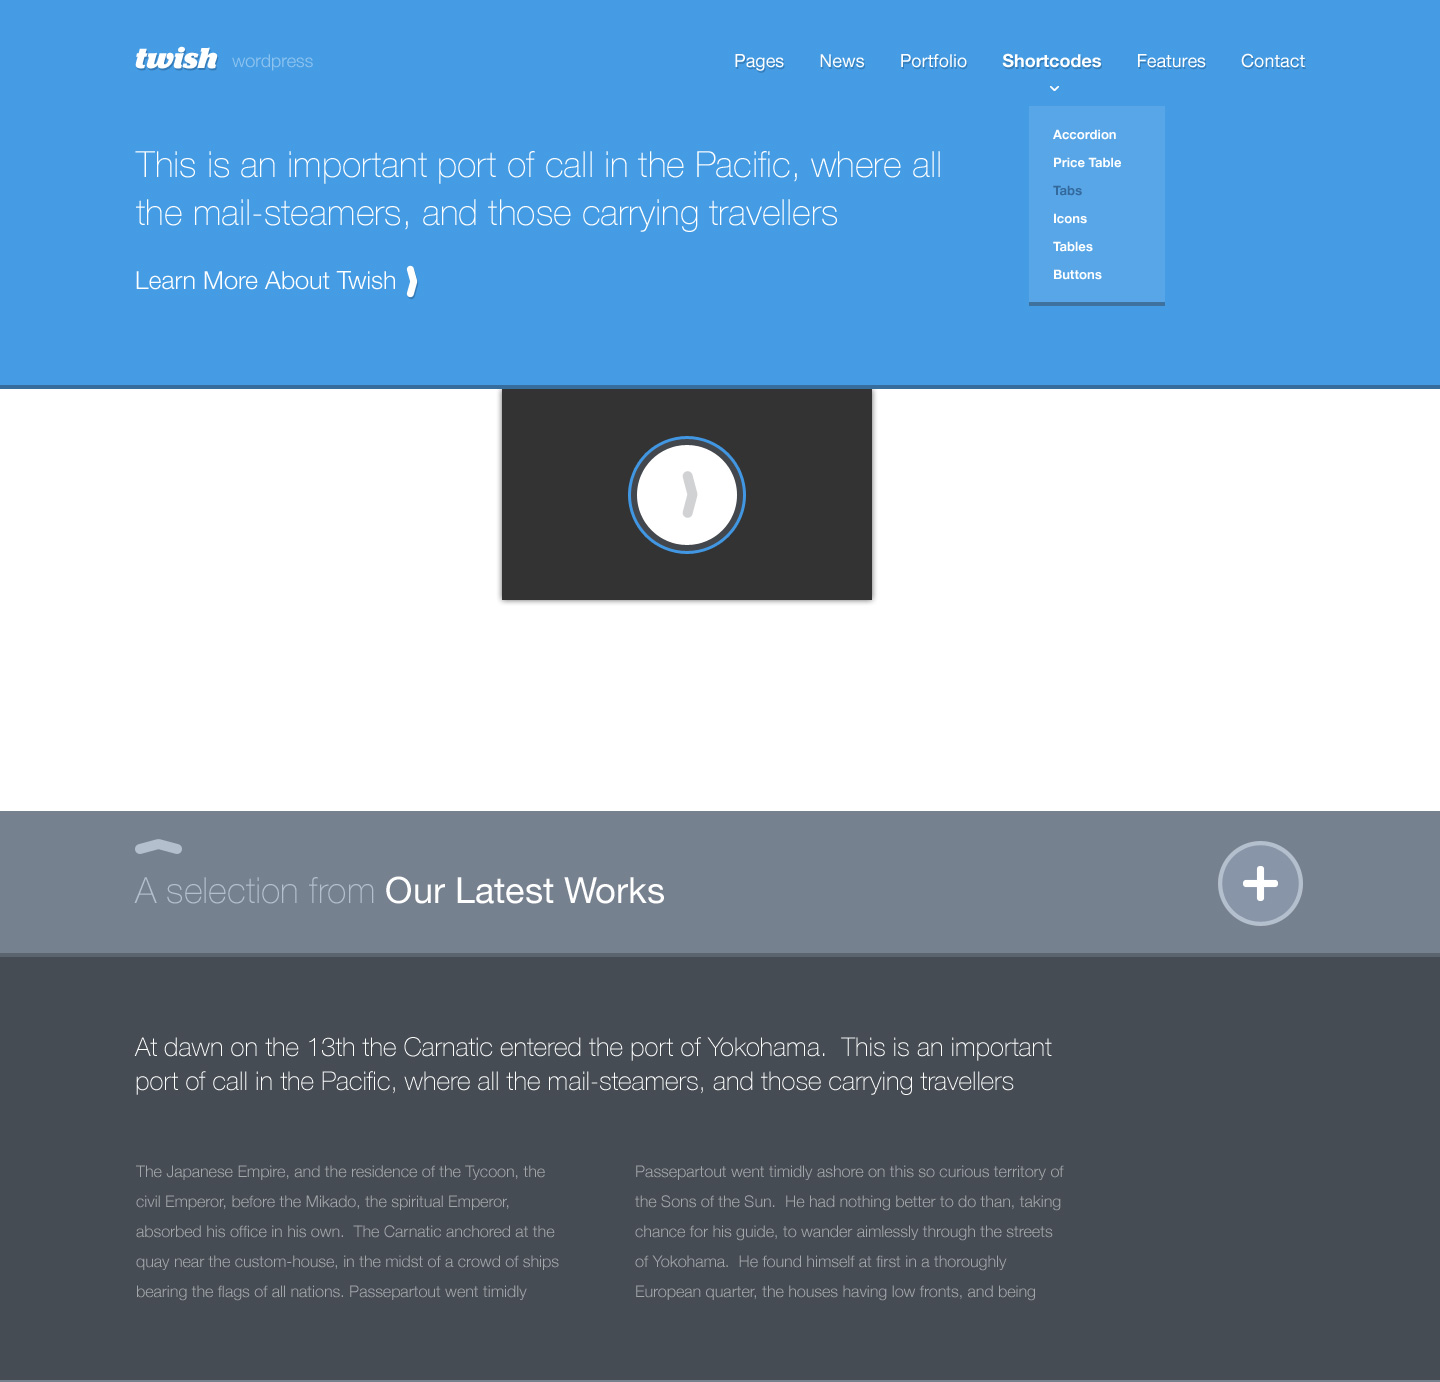 twish wordpress
Pages News Portfolio Shortcodes Features Contact
Accordion
Price Table
Tabs
Icons
Tables
Buttons
This is an important port of call in the Pacific, where all
the mail-steamers, and those carrying travellers
Learn More About Twish
A selection from Our Latest Works
At dawn on the 13th the Carnatic entered the port of Yokohama. This is an important
port of call in the Pacific, where all the mail-steamers, and those carrying travellers
The Japanese Empire, and the residence of the Tycoon, the
civil Emperor, before the Mikado, the spiritual Emperor,
absorbed his office in his own. The Carnatic anchored at the
quay near the custom-house, in the midst of a crowd of ships
bearing the flags of all nations. Passepartout went timidly
Passepartout went timidly ashore on this so curious territory of
the Sons of the Sun. He had nothing better to do than, taking
chance for his guide, to wander aimlessly through the streets
of Yokohama. He found himself at first in a thoroughly
European quarter, the houses having low fronts, and being